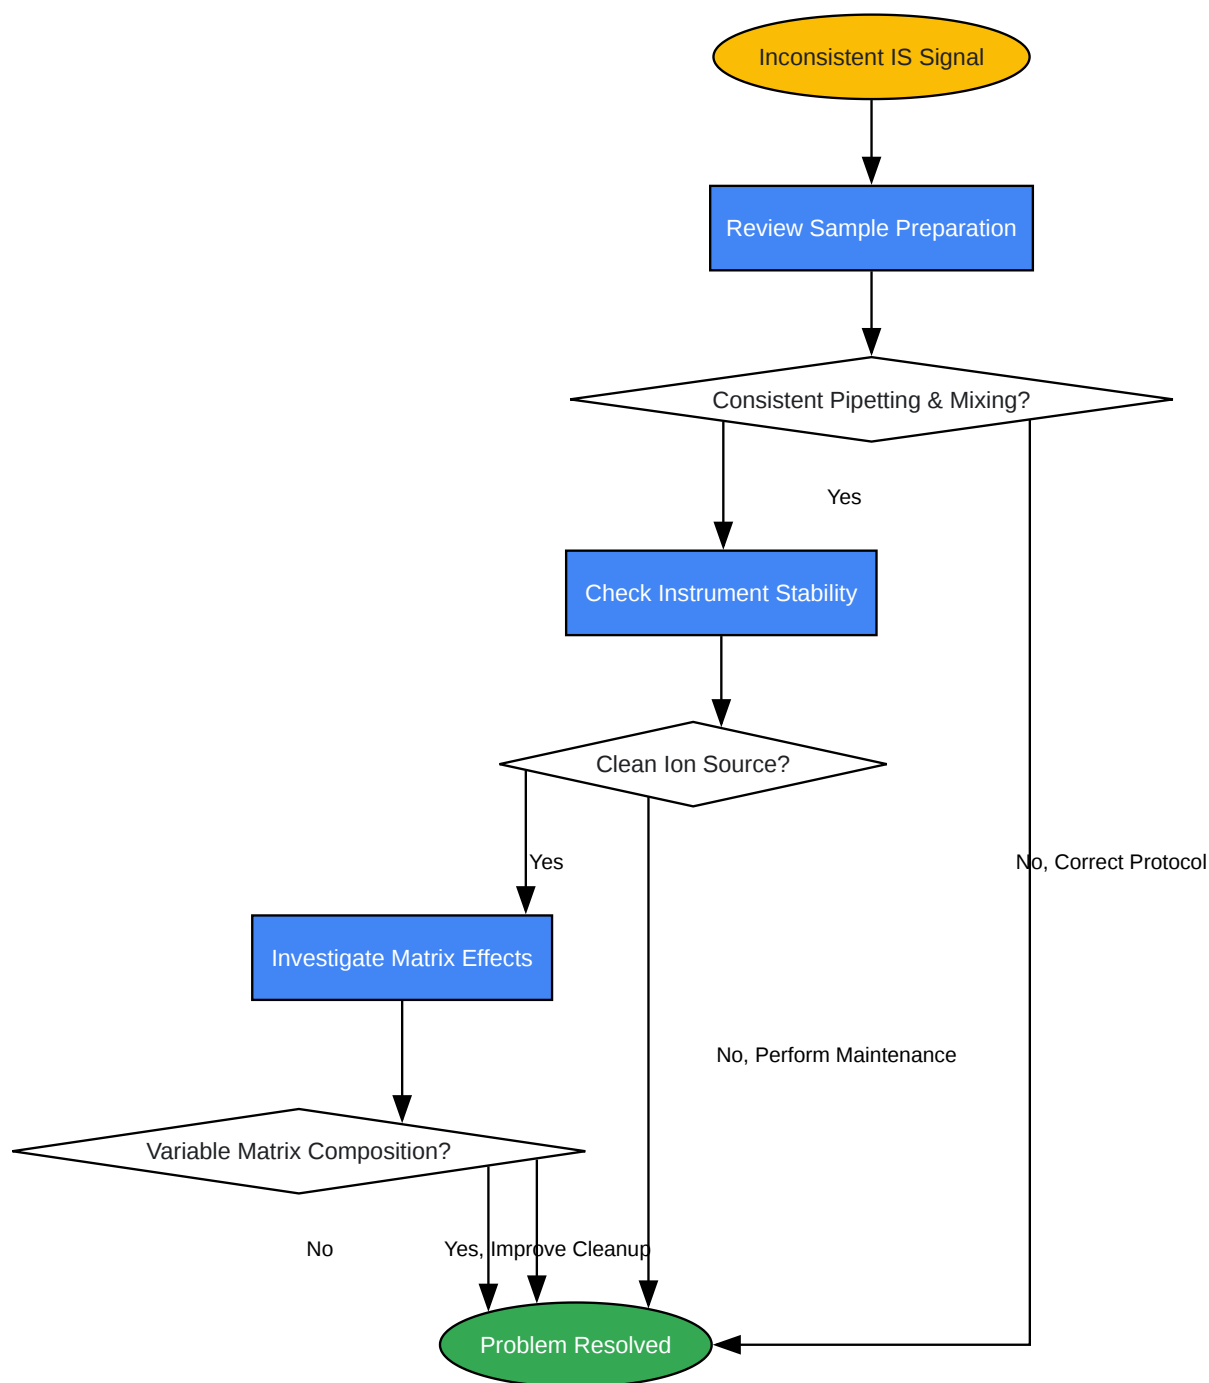 Inconsistent IS Signal
Review Sample Preparation
Consistent Pipetting & Mixing?
Yes
Check Instrument Stability
Clean Ion Source?
Yes
No, Correct Protocol
Investigate Matrix Effects
No, Perform Maintenance
Variable Matrix Composition?
No
Yes, Improve Cleanup
Problem Resolved